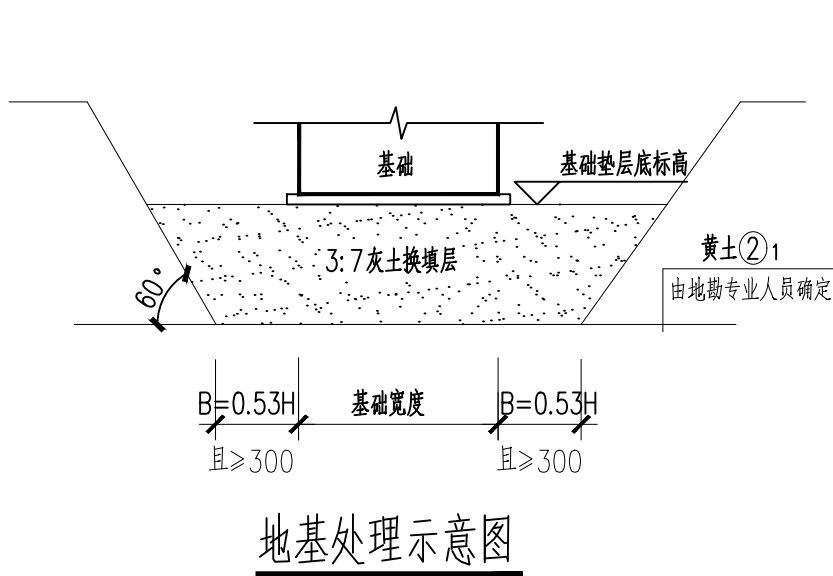 基础
基础垫层底标高
3:7灰土换填层
黄土②1
由地勘专业人员确定
60°
B=0.53H
基础宽度
B=0.53H
且≥300
且≥300
地基处理示意图